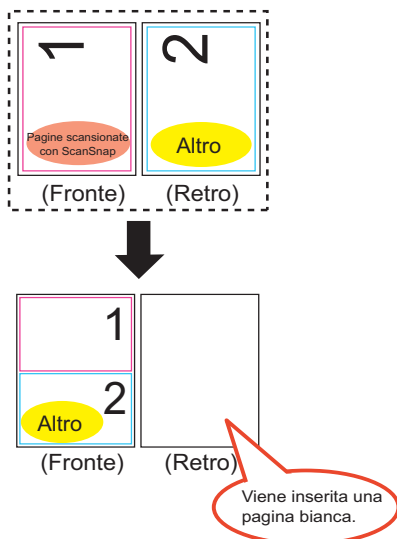 1
2
Pagine scansionate
con ScanSnap
Altro
(Fronte) (Retro)
1
2
Altro
(Fronte) (Retro)
Viene inserita una
pagina bianca.